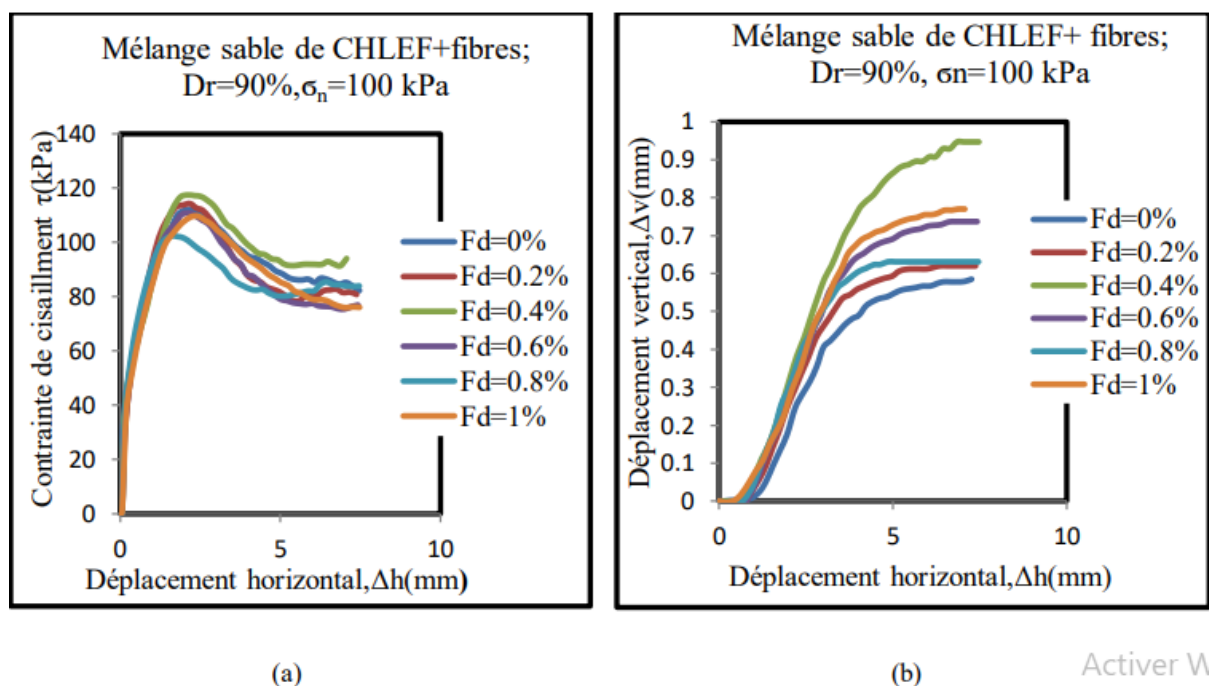 Mélange sable de CHLEF+fibres;
Dr=90%,σn=100 kPa
Contrainte de cisaillment τ(kPa)
140
120
100
80
60
40
20
0
0
5
10
Déplacement horizontal,Δh(mm)
Fd=0%
Fd=0.2%
Fd=0.4%
Fd=0.6%
Fd=0.8%
Fd=1%
(a)
Mélange sable de CHLEF+ fibres;
Dr=90%, σn=100 kPa
Déplacement vertical,Δv(mm)
1
0.9
0.8
0.7
0.6
0.5
0.4
0.3
0.2
0.1
0
0
5
10
Déplacement horizontal,Δh(mm)
Fd=0%
Fd=0.2%
Fd=0.4%
Fd=0.6%
Fd=0.8%
Fd=1%
(b)
Activer W